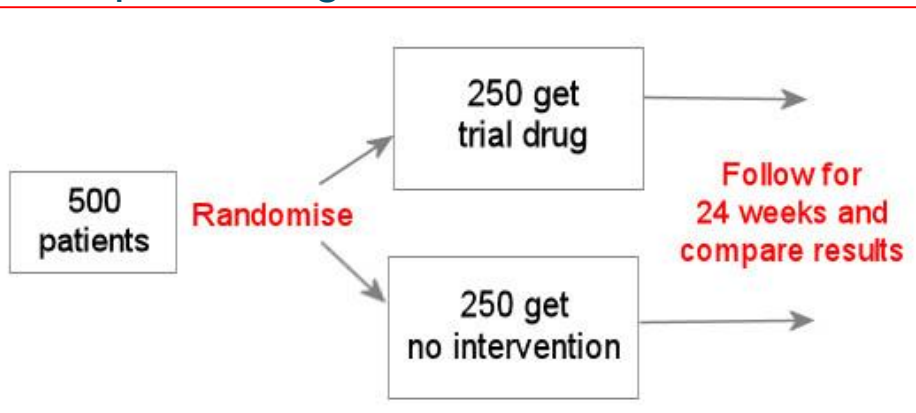 500
patients
Randomise
250 get
trial drug
250 get
no intervention
Follow for
24 weeks and
compare results